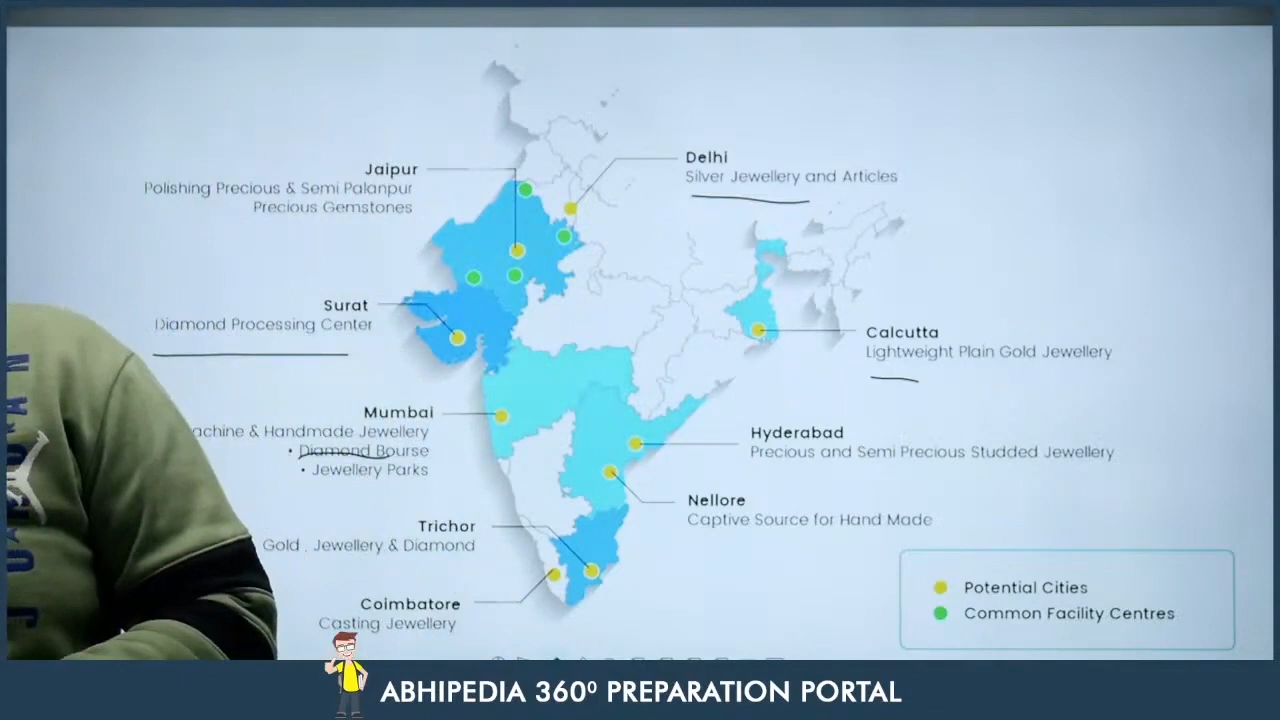 Jaipur
Polishing Precious & Semi Palanpur
Precious Gemstones
Delhi
Silver Jewellery and Articles
Surat
Diamond Processing Center
Calcutta
Lightweight Plain Gold Jewellery
Mumbai
& Handmade Jewellery
• Diamond Bourse
• Jewellery Parks
Hyderabad
Precious and Semi Precious Studded Jewellery
Nellore
Captive Source for Hand Made
Trichor
Gold , Jewellery & Diamond
Coimbatore
Casting Jewellery
Potential Cities
Common Facility Centres
JORDAN
ABHIPEDIA 360⁰ PREPARATION PORTAL